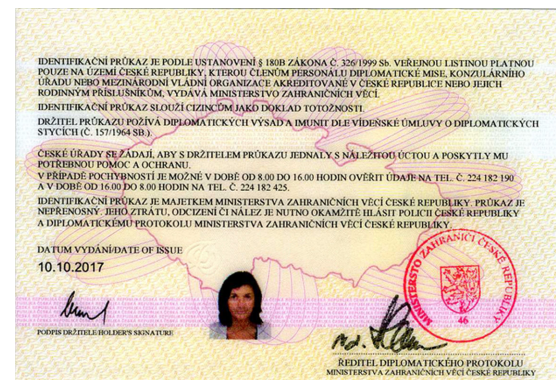 IDENTIFIKAČNÍ PRŮKAZ JE PODLE USTANOVENÍ § 180B ZÁKONA Č. 326/1999 Sb. VEŘEJNOU LISTINOU PLATNOU
POUZE NA ÚZEMÍ ČESKÉ REPUBLIKY, KTEROU ČLENŮM PERSONÁLU DIPLOMATICKÉ MISE, KONZULÁRNÍHO
ÚŘADU NEBO MEZINÁRODNÍ VLÁDNÍ ORGANIZACE AKREDITOVANÉ V ČESKÉ REPUBLICE NEBO JEJICH
RODINNÝM PŘÍSLUŠNÍKŮM, VYDÁVÁ MINISTERSTVO ZAHRANIČNÍCH VĚCÍ.
IDENTIFIKAČNÍ PRŮKAZ SLOUŽÍ CIZINCŮM JAKO DOKLAD TOTOŽNOSTI.
DRŽITEL PRŮKAZU POŽÍVÁ DIPLOMATICKÝCH VÝSAD A IMUNIT DLE VÍDEŇSKÉ ÚMLUVY O DIPLOMATICKÝCH
STYCÍCH (Č. 157/1964 SB.)
ČESKÉ ÚŘADY SE ŽÁDAJÍ, ABY S DRŽITELEM PRŮKAZU JEDNALY S NÁLEŽITOU ÚCTOU A POSKYTLY MU
POTŘEBNOU POMOC A OCHRANU.
V PŘÍPADĚ POCHYBNOSTÍ JE MOŽNÉ V DOBĚ OD 8.00 DO 16.00 HODIN OVĚŘIT ÚDAJE NA TEL. Č. 224 182 190
A V DOBĚ OD 16.00 DO 8.00 HODIN NA TEL. Č. 224 182 425.
IDENTIFIKAČNÍ PRŮKAZ JE MAJETKEM MINISTERSTVA ZAHRANIČNÍCH VĚCÍ ČESKÉ REPUBLIKY. PRŮKAZ JE
NEPŘENOSNÝ. JEHO ZTRÁTU, ODCIZENÍ ČI NÁLEZ JE NUTNO OKAMŽITĚ HLÁSIT POLICII ČESKÉ REPUBLIKY
A DIPLOMATICKÉMU PROTOKOLU MINISTERSTVA ZAHRANIČNÍCH VĚCÍ ČESKÉ REPUBLIKY.
DATUM VYDÁNÍ/DATE OF ISSUE
10.10.2017
MINISTERSTVO ZAHRANIČÍ ČESKÉ REPUBLIKY
46
PODPIS DRŽITELE HOLDER'S SIGNATURE
ŘEDITEL DIPLOMATICKÉHO PROTOKOLU
MINISTERSTVA ZAHRANIČNÍCH VĚCÍ ČESKÉ REPUBLIKY